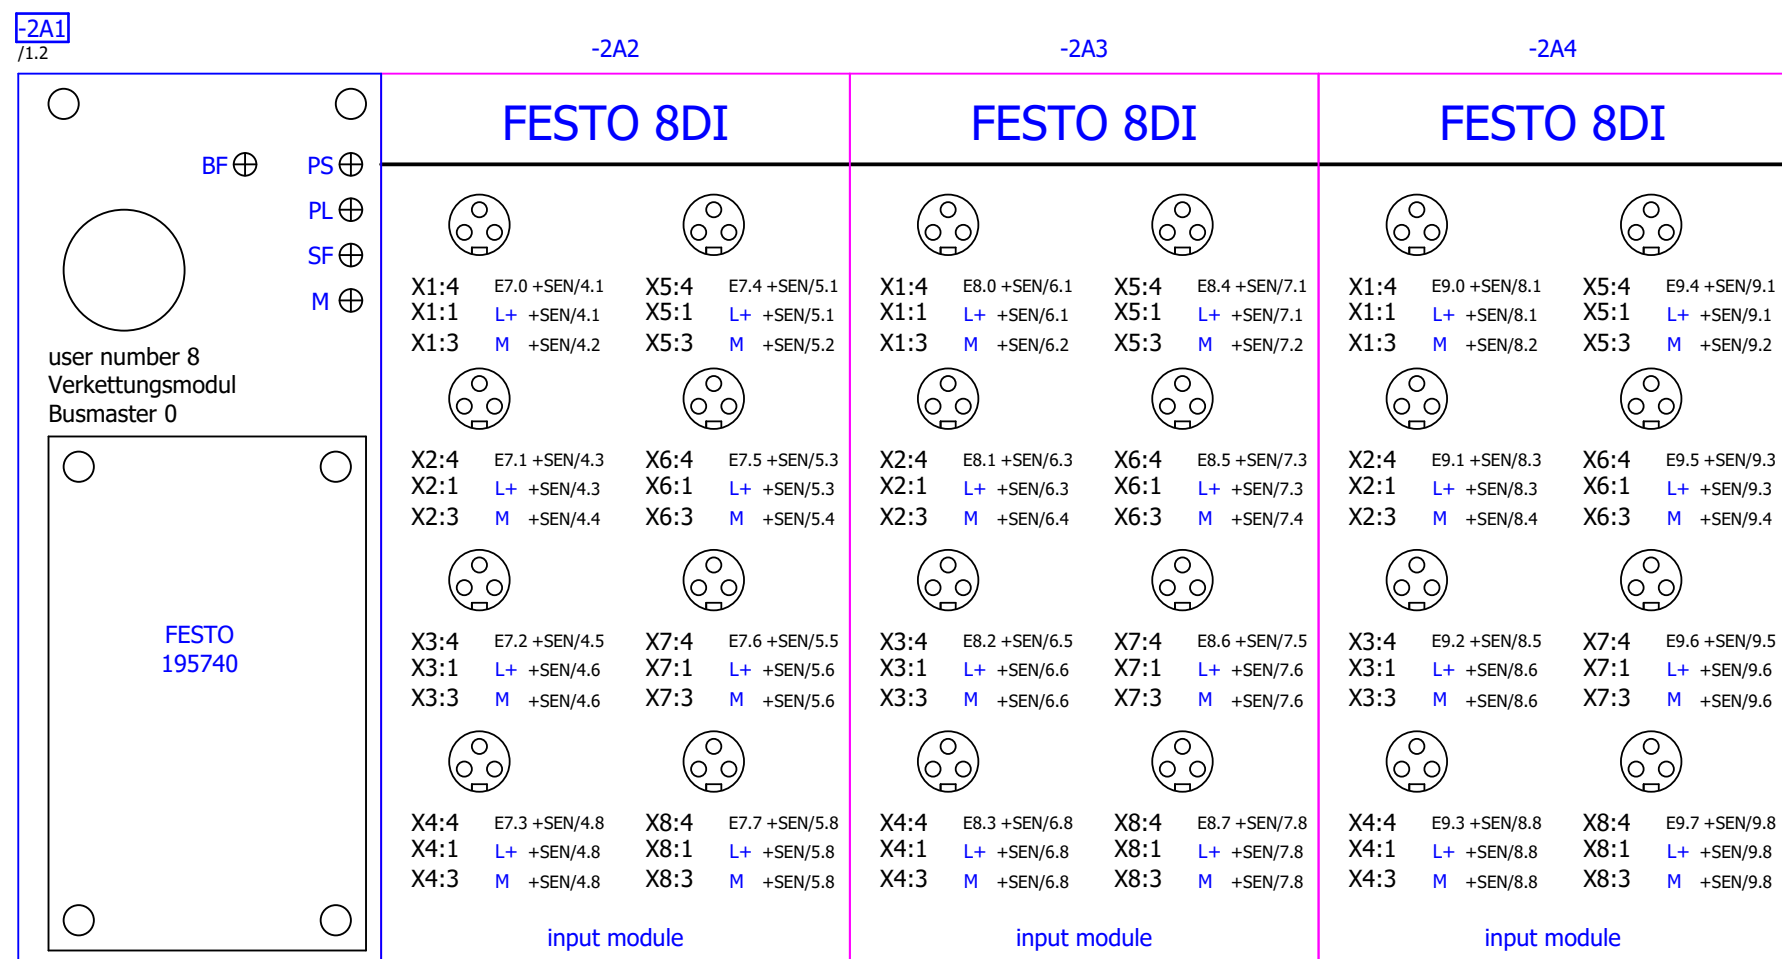 -2A1
/1.2
-2A2
-2A3
-2A4
FESTO 8DI
FESTO 8DI
FESTO 8DI
BF PS
PL
SF
M
user number 8
Verkettungsmodul
Busmaster 0
FESTO
195740
X1:4 E7.0 +SEN/4.1 X5:4 E7.4 +SEN/5.1
X1:1 L+ +SEN/4.1 X5:1 L+ +SEN/5.1
X1:3 M +SEN/4.2 X5:3 M +SEN/5.2
X2:4 E7.1 +SEN/4.3 X6:4 E7.5 +SEN/5.3
X2:1 L+ +SEN/4.3 X6:1 L+ +SEN/5.3
X2:3 M +SEN/4.4 X6:3 M +SEN/5.4
X3:4 E7.2 +SEN/4.5 X7:4 E7.6 +SEN/5.5
X3:1 L+ +SEN/4.6 X7:1 L+ +SEN/5.6
X3:3 M +SEN/4.6 X7:3 M +SEN/5.6
X4:4 E7.3 +SEN/4.8 X8:4 E7.7 +SEN/5.8
X4:1 L+ +SEN/4.8 X8:1 L+ +SEN/5.8
X4:3 M +SEN/4.8 X8:3 M +SEN/5.8
input module
X1:4 E8.0 +SEN/6.1 X5:4 E8.4 +SEN/7.1
X1:1 L+ +SEN/6.1 X5:1 L+ +SEN/7.1
X1:3 M +SEN/6.2 X5:3 M +SEN/7.2
X2:4 E8.1 +SEN/6.3 X6:4 E8.5 +SEN/7.3
X2:1 L+ +SEN/6.3 X6:1 L+ +SEN/7.3
X2:3 M +SEN/6.4 X6:3 M +SEN/7.4
X3:4 E8.2 +SEN/6.5 X7:4 E8.6 +SEN/7.5
X3:1 L+ +SEN/6.6 X7:1 L+ +SEN/7.6
X3:3 M +SEN/6.6 X7:3 M +SEN/7.6
X4:4 E8.3 +SEN/6.8 X8:4 E8.7 +SEN/7.8
X4:1 L+ +SEN/6.8 X8:1 L+ +SEN/7.8
X4:3 M +SEN/6.8 X8:3 M +SEN/7.8
input module
X1:4 E9.0 +SEN/8.1 X5:4 E9.4 +SEN/9.1
X1:1 L+ +SEN/8.1 X5:1 L+ +SEN/9.1
X1:3 M +SEN/8.2 X5:3 M +SEN/9.2
X2:4 E9.1 +SEN/8.3 X6:4 E9.5 +SEN/9.3
X2:1 L+ +SEN/8.3 X6:1 L+ +SEN/9.3
X2:3 M +SEN/8.4 X6:3 M +SEN/9.4
X3:4 E9.2 +SEN/8.5 X7:4 E9.6 +SEN/9.5
X3:1 L+ +SEN/8.6 X7:1 L+ +SEN/9.6
X3:3 M +SEN/8.6 X7:3 M +SEN/9.6
X4:4 E9.3 +SEN/8.8 X8:4 E9.7 +SEN/9.8
X4:1 L+ +SEN/8.8 X8:1 L+ +SEN/9.8
X4:3 M +SEN/8.8 X8:3 M +SEN/9.8
input module